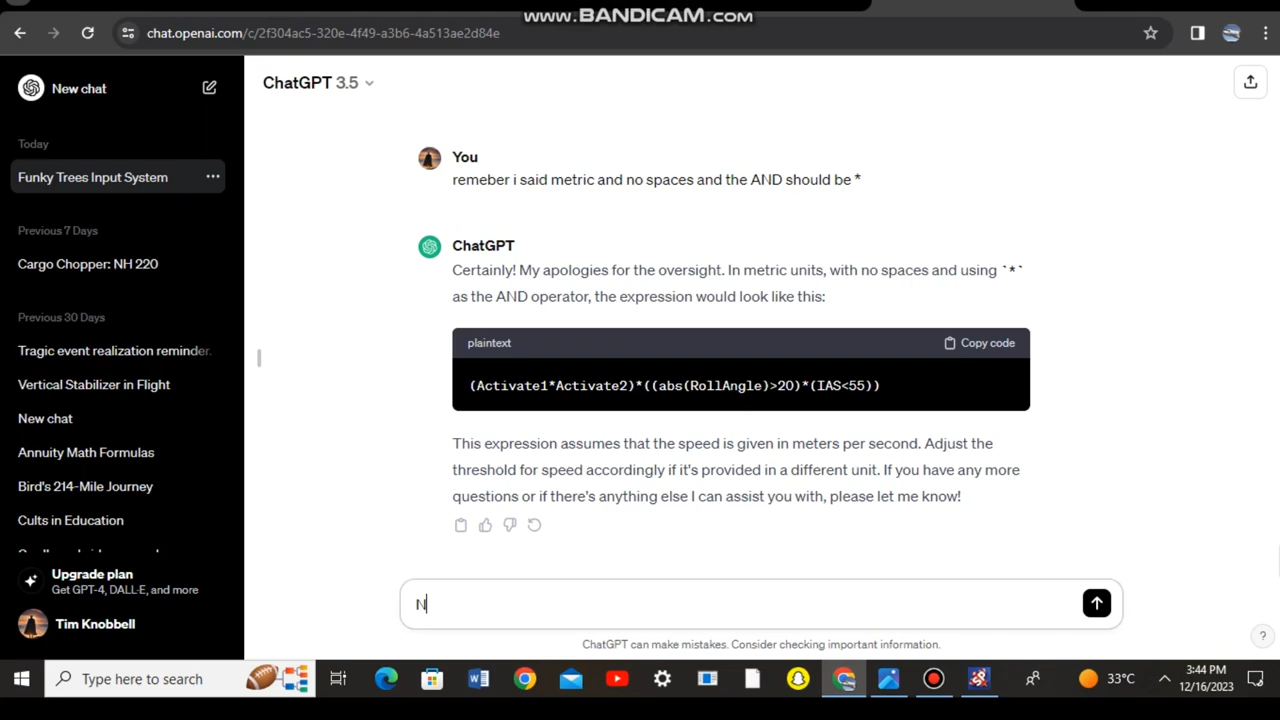 www.BANDICAM.com
chat.openai.com/c/2f304ac5-320e-4f49-a3b6-4a513ae2d84e
New chat
ChatGPT 3.5
Today
Funky Trees Input System
Previous 7 Days
Cargo Chopper: NH 220
Previous 30 Days
Tragic event realization reminder.
Vertical Stabilizer in Flight
New chat
Annuity Math Formulas
Bird's 214-Mile Journey
Cults in Education
Upgrade plan
Get GPT-4, DALL·E, and more
Tim Knobbell
You
remeber i said metric and no spaces and the AND should be *
ChatGPT
Certainly! My apologies for the oversight. In metric units, with no spaces and using `*`
as the AND operator, the expression would look like this:
plaintext
Copy code
(Activate1*Activate2)*((abs(RollAngle)>20)*(IAS<55))
This expression assumes that the speed is given in meters per second. Adjust the
threshold for speed accordingly if it's provided in a different unit. If you have any more
questions or if there's anything else I can assist you with, please let me know!
N
ChatGPT can make mistakes. Consider checking important information.
?
Type here to search
33°C
3:44 PM
12/16/2023